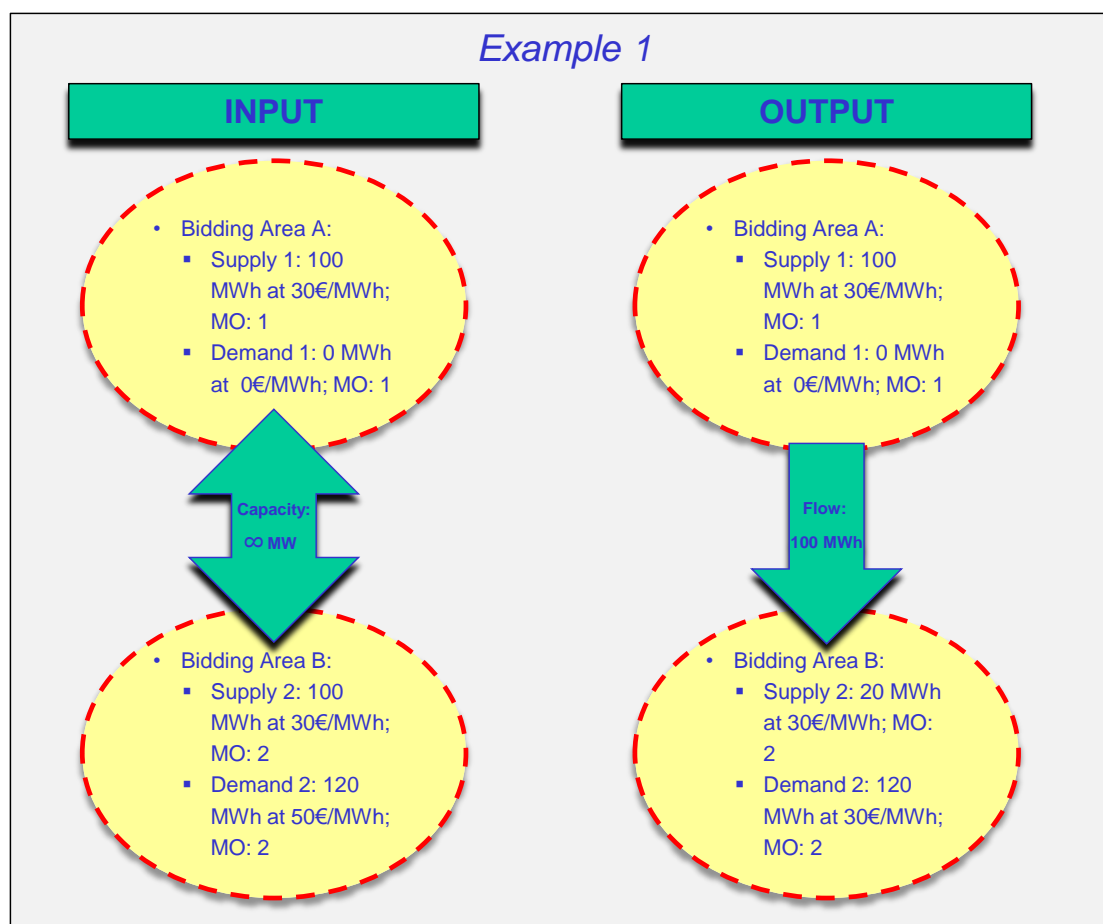 Example 1
INPUT
• Bidding Area A:
▪ Supply 1: 100
MWh at 30€/MWh;
MO: 1
▪ Demand 1: 0 MWh
at 0€/MWh; MO: 1
Capacity:
∞ MW
• Bidding Area B:
▪ Supply 2: 100
MWh at 30€/MWh;
MO: 2
▪ Demand 2: 120
MWh at 50€/MWh;
MO: 2
OUTPUT
• Bidding Area A:
▪ Supply 1: 100
MWh at 30€/MWh;
MO: 1
▪ Demand 1: 0 MWh
at 0€/MWh; MO: 1
Flow:
100 MWh
• Bidding Area B:
▪ Supply 2: 20 MWh
at 30€/MWh; MO:
2
▪ Demand 2: 120
MWh at 30€/MWh;
MO: 2